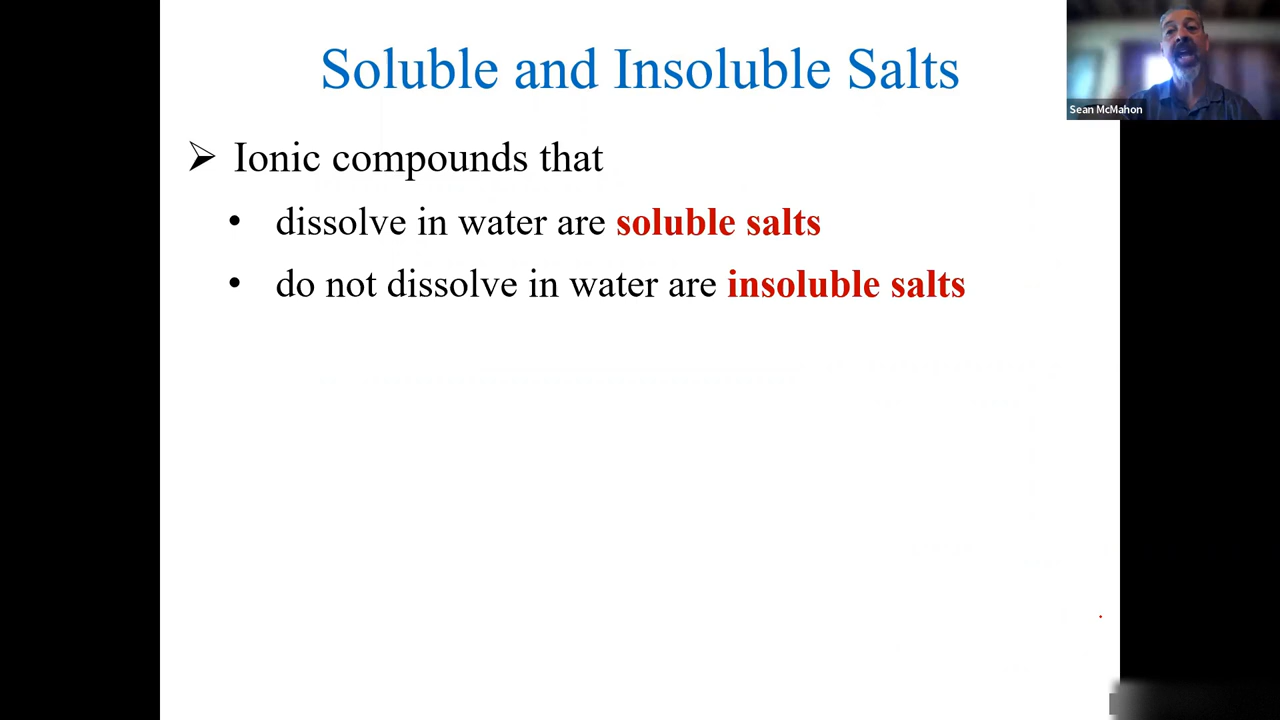 Soluble and Insoluble Salts
Sean McMahon
➢ Ionic compounds that
• dissolve in water are soluble salts
• do not dissolve in water are insoluble salts